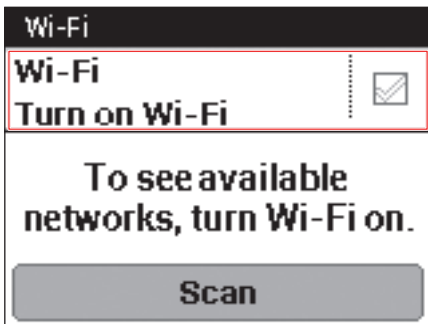 Wi-Fi
Wi-Fi
Turn on Wi-Fi
To see available
networks, turn Wi-Fi on.
Scan